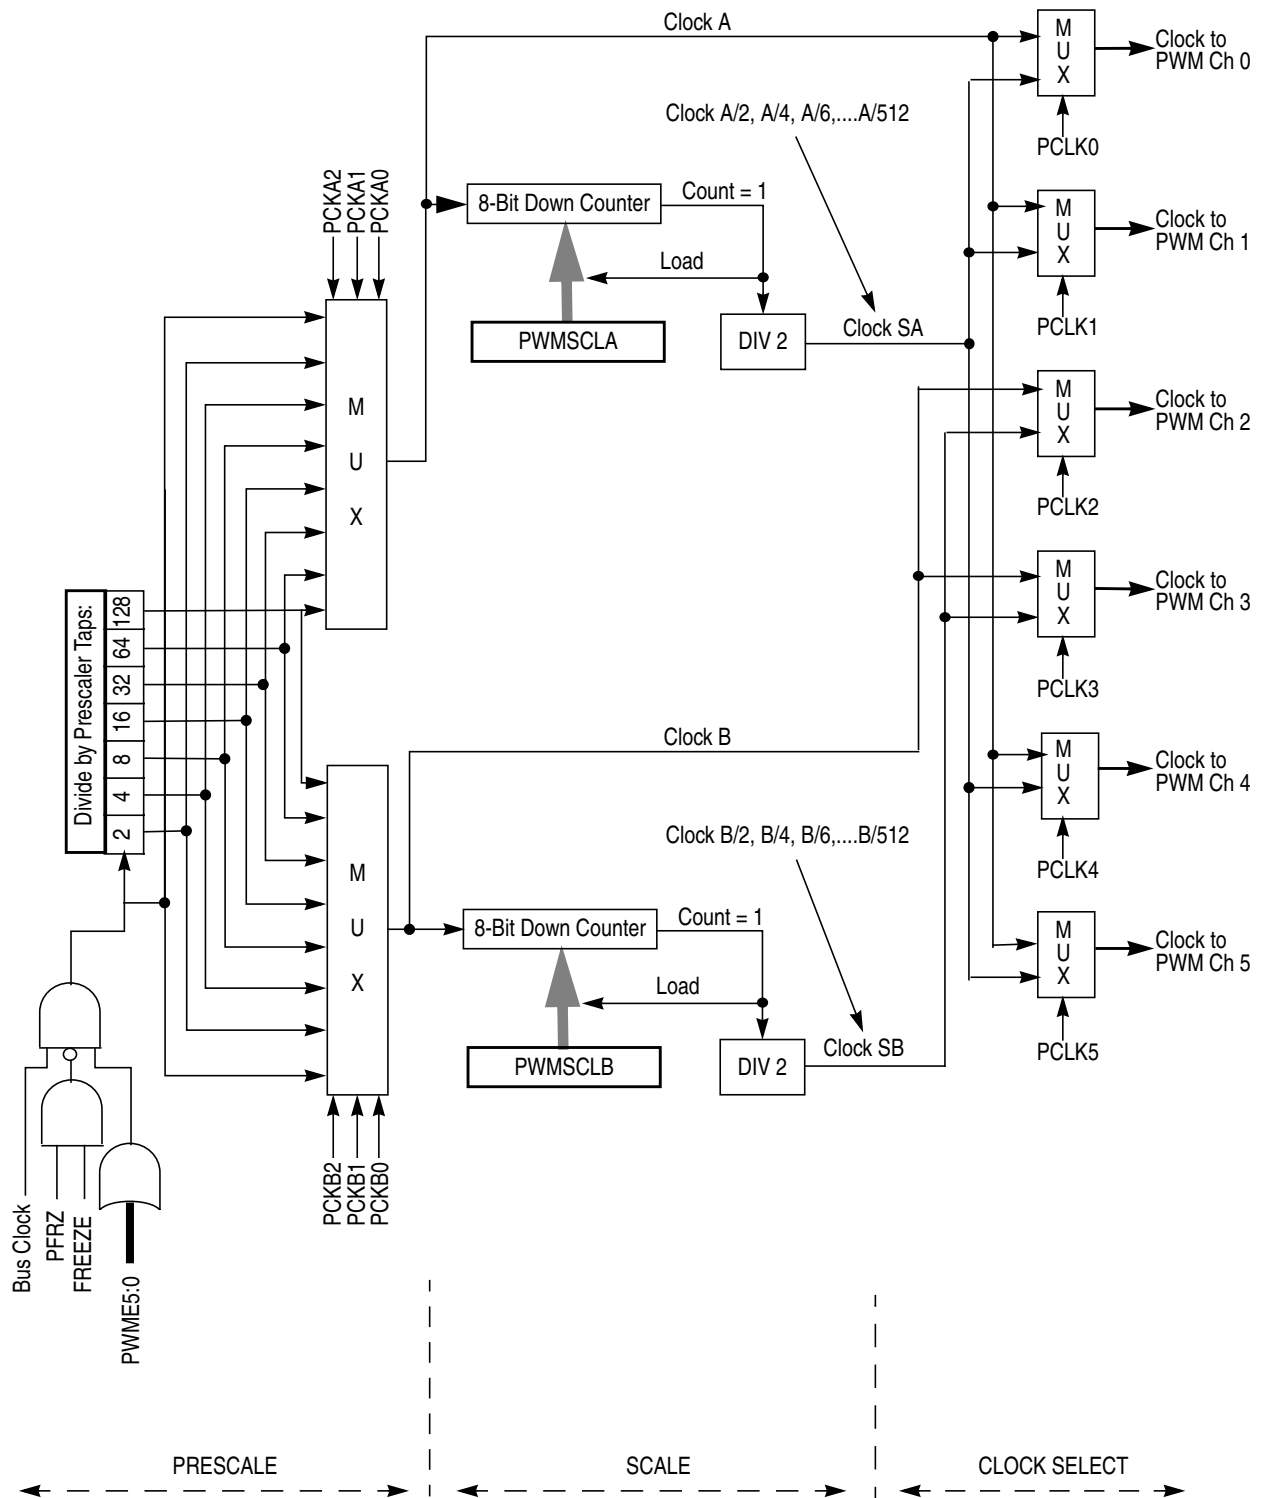 Clock A
M
U
X
Clock to
PWM Ch 0
PCLK0
Clock A/2, A/4, A/6,....A/512
PCKA2
PCKA1
PCKA0
8-Bit Down Counter
Count = 1
Load
PWMSCLA
DIV 2
Clock SA
M
U
X
Clock to
PWM Ch 1
PCLK1
M
U
X
M
U
X
Clock to
PWM Ch 2
PCLK2
M
U
X
Clock to
PWM Ch 3
PCLK3
Divide by Prescaler Taps:
128
64
32
16
8
4
2
Clock B
M
U
X
Clock to
PWM Ch 4
PCLK4
Clock B/2, B/4, B/6,....B/512
M
U
X
8-Bit Down Counter
Count = 1
Load
PWMSCLB
DIV 2
Clock SB
M
U
X
Clock to
PWM Ch 5
PCLK5
PCKB2
PCKB1
PCKB0
Bus Clock
PFRZ
FREEZE
PWME5:0
PRESCALE
SCALE
CLOCK SELECT